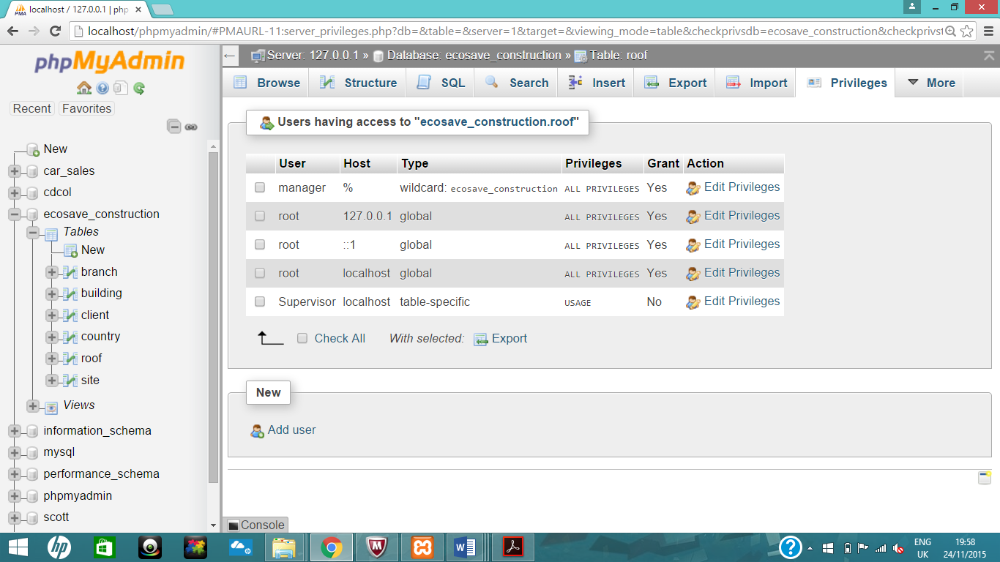 localhost / 127.0.0.1 | php
localhost/phpmyadmin/#PMAURL-11:server_privileges.php?db=&table=&server=1&target=&viewing_mode=table&checkprivsdb=ecosave_construction&checkprivst
phpMyAdmin
Recent Favorites
New
car_sales
cdcol
ecosave_construction
Tables
New
branch
building
client
country
roof
site
Views
information_schema
mysql
performance_schema
phpmyadmin
scott
Server: 127.0.0.1 » Database: ecosave_construction » Table: roof
Browse Structure SQL Search Insert Export Import Privileges More
Users having access to "ecosave_construction.roof"
User Host Type Privileges Grant Action
manager % wildcard: ecosave_construction ALL PRIVILEGES Yes Edit Privileges
root 127.0.0.1 global ALL PRIVILEGES Yes Edit Privileges
root ::1 global ALL PRIVILEGES Yes Edit Privileges
root localhost global ALL PRIVILEGES Yes Edit Privileges
Supervisor localhost table-specific USAGE No Edit Privileges
Check All With selected: Export
New
Add user
Console
ENG 19:58
UK 24/11/2015